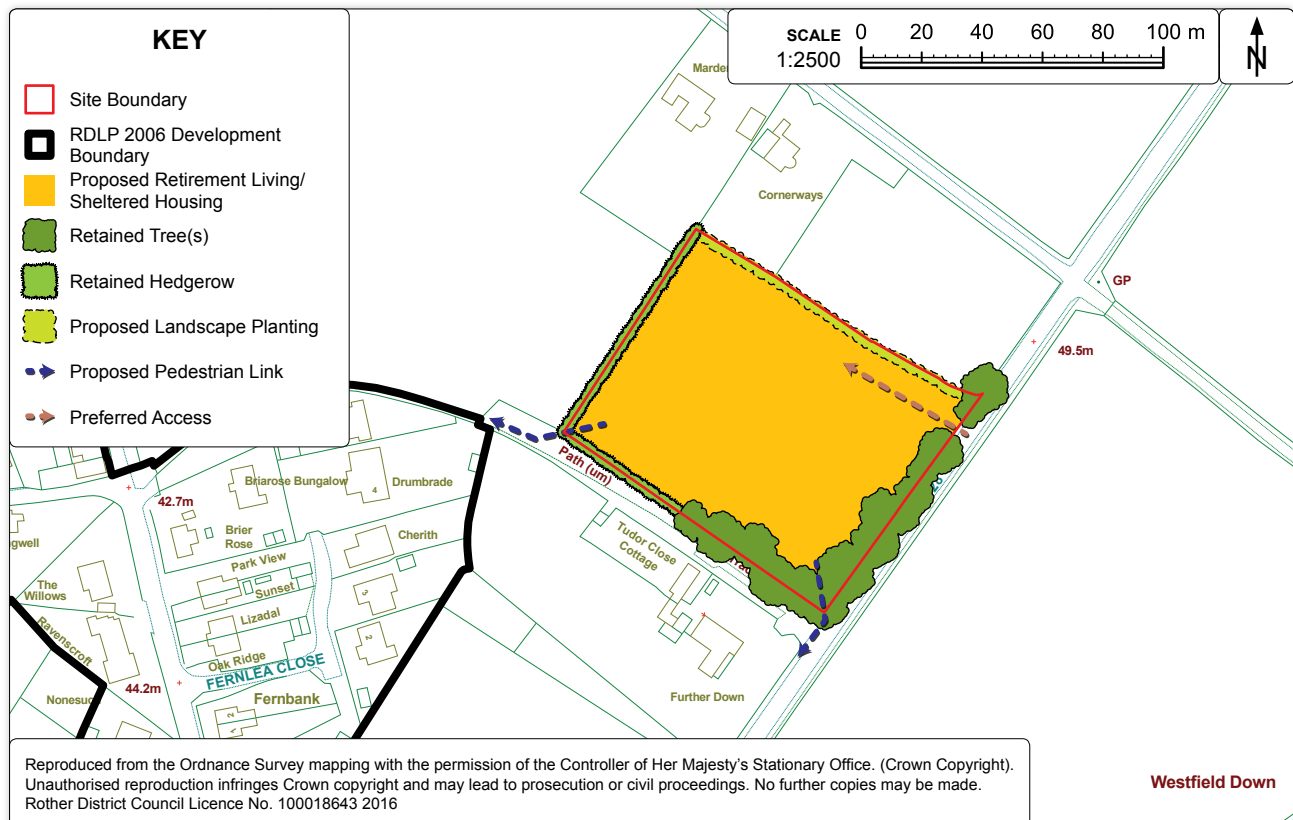 KEY
Site Boundary
RDLP 2006 Development
Boundary
Proposed Retirement Living/
Sheltered Housing
Retained Tree(s)
Retained Hedgerow
Proposed Landscape Planting
Proposed Pedestrian Link
Preferred Access
SCALE
1:2500
0 20 40 60 80 100 m
N
Cornerways
GP
49.5m
Path (um)
Tudor Close
Cottage
Further Down
Briarose Bungalow
4
Drumbrade
42.7m
Brier
Rose
Cherith
Park View
Sunset
3
The
Willows
Lizadal
2
Ravenscroft
Oak Ridge
FERNLEA CLOSE
44.2m
Fernbank
2
Westfield Down
Reproduced from the Ordnance Survey mapping with the permission of the Controller of Her Majesty's Stationary Office. (Crown Copyright).
Unauthorised reproduction infringes Crown copyright and may lead to prosecution or civil proceedings. No further copies may be made.
Rother District Council Licence No. 100018643 2016